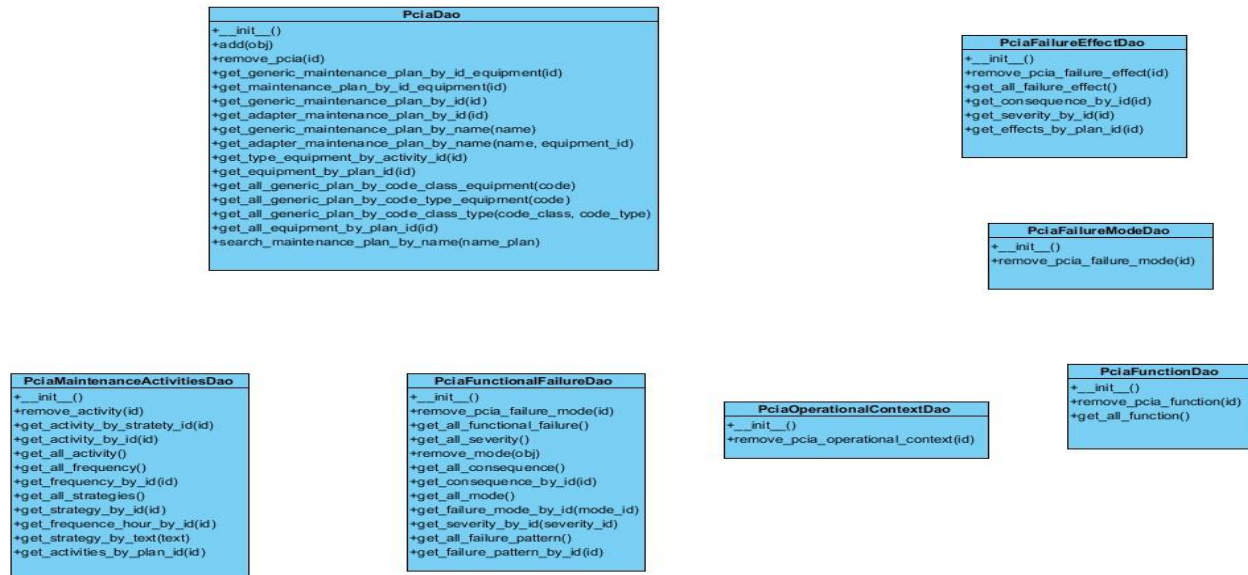 PciaDao
+__init__()
+add(obj)
+remove_pcia(id)
+get_generic_maintenance_plan_by_id_equipment(id)
+get_maintenance_plan_by_id_equipment(id)
+get_generic_maintenance_plan_by_id(id)
+get_adapter_maintenance_plan_by_id(id)
+get_generic_maintenance_plan_by_name(name)
+get_adapter_maintenance_plan_by_name(name, equipment_id)
+get_type_equipment_by_activity_id(id)
+get_equipment_by_plan_id(id)
+get_all_generic_plan_by_code_class_equipment(code)
+get_all_generic_plan_by_code_type_equipment(code)
+get_all_generic_plan_by_code_class_type(code_class, code_type)
+get_all_equipment_by_plan_id(id)
+search_maintenance_plan_by_name(name_plan)
PciaFailureEffectDao
+__init__()
+remove_pcia_failure_effect(id)
+get_all_failure_effect()
+get_consequence_by_id(id)
+get_severity_by_id(id)
+get_effects_by_plan_id(id)
PciaFailureModeDao
+__init__()
+remove_pcia_failure_mode(id)
PciaMaintenanceActivitiesDao
+__init__()
+remove_activity(id)
+get_activity_by_stratety_id(id)
+get_activity_by_id(id)
+get_all_activity()
+get_all_frequency()
+get_frequency_by_id(id)
+get_all_strategies()
+get_strategy_by_id(id)
+get_frequence_hour_by_id(id)
+get_strategy_by_text(text)
+get_activities_by_plan_id(id)
PciaFunctionalFailureDao
+__init__()
+remove_pcia_failure_mode(id)
+get_all_functional_failure()
+get_all_severity()
+remove_mode(obj)
+get_all_consequence()
+get_consequence_by_id(id)
+get_all_mode()
+get_failure_mode_by_id(mode_id)
+get_severity_by_id(severity_id)
+get_all_failure_pattern()
+get_failure_pattern_by_id(id)
PciaOperationalContextDao
+__init__()
+remove_pcia_operational_context(id)
PciaFunctionDao
+__init__()
+remove_pcia_function(id)
+get_all_function()